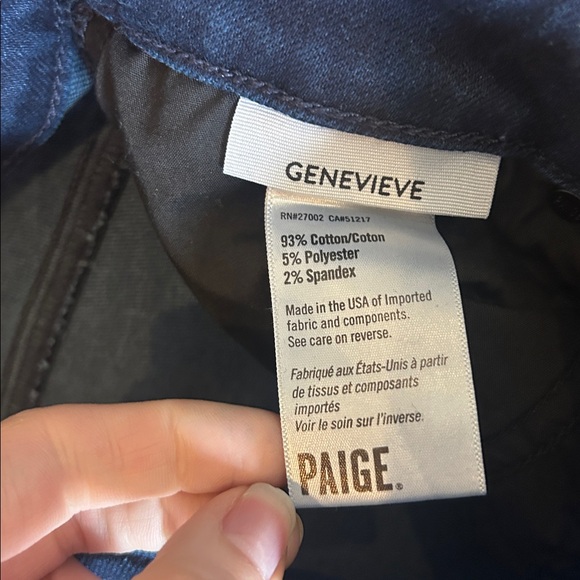 GENEVIEVE
RN#27002 CA#51217
93% Cotton/Coton
5% Polyester
2% Spandex
Made in the USA of Imported
fabric and components.
See care on reverse.
Fabriqué aux États-Unis à partir
de tissus et composants
importés
Voir le soin sur l'inverse.
PAIGE®